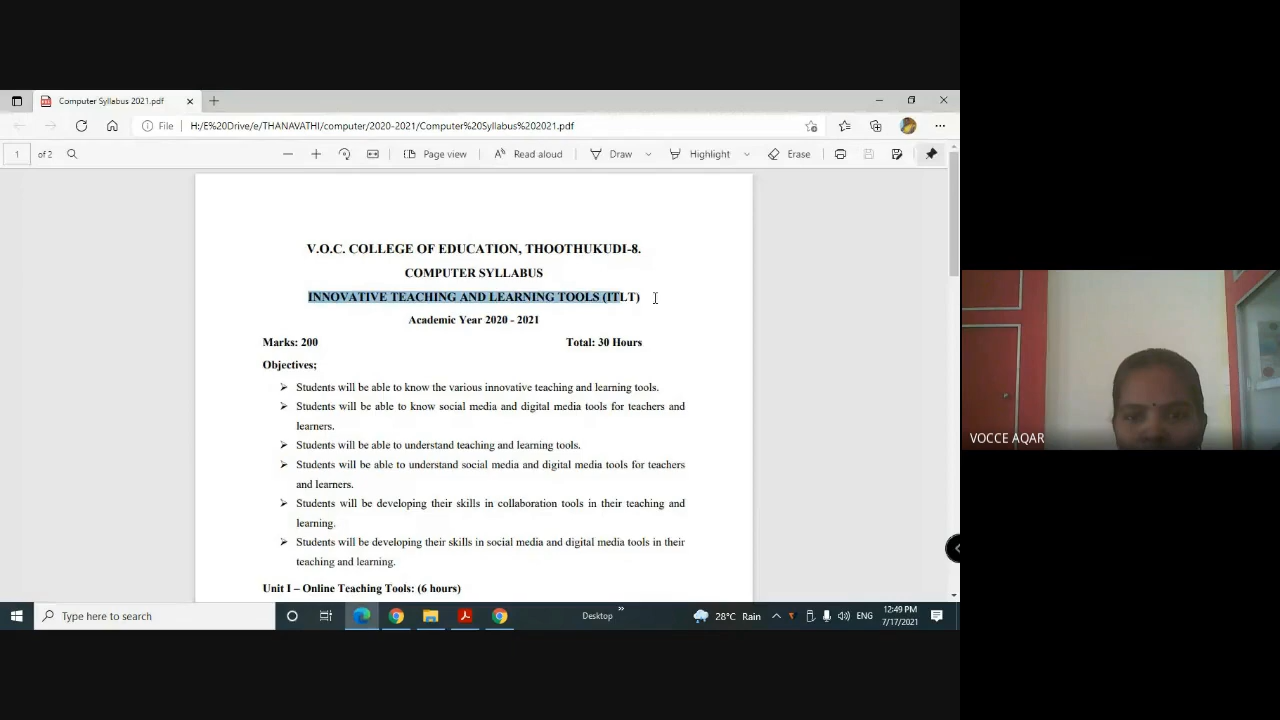 Computer Syllabus 2021.pdf
File H:/E%20Drive/e/THANAVATHI/computer/2020-2021/Computer%20Syllabus%202021.pdf
1 of 2 Page view Read aloud Draw Highlight Erase
V.O.C. COLLEGE OF EDUCATION, THOOTHUKUDI-8.
COMPUTER SYLLABUS
INNOVATIVE TEACHING AND LEARNING TOOLS (ITLT)
Academic Year 2020 - 2021
Marks: 200 Total: 30 Hours
Objectives;
➢ Students will be able to know the various innovative teaching and learning tools.
➢ Students will be able to know social media and digital media tools for teachers and
learners.
➢ Students will be able to understand teaching and learning tools.
➢ Students will be able to understand social media and digital media tools for teachers
and learners.
➢ Students will be developing their skills in collaboration tools in their teaching and
learning.
➢ Students will be developing their skills in social media and digital media tools in their
teaching and learning.
Unit I – Online Teaching Tools: (6 hours)
VOCCE AQAR
Type here to search Desktop » 28°C Rain ENG 12:49 PM
7/17/2021